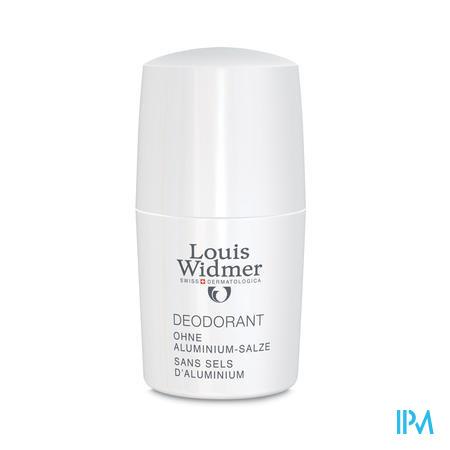 Louis
Widmer
SWISS DERMATOLOGICA
DEODORANT
OHNE
ALUMINIUM-SALZE
SANS SELS
D'ALUMINIUM
IPM